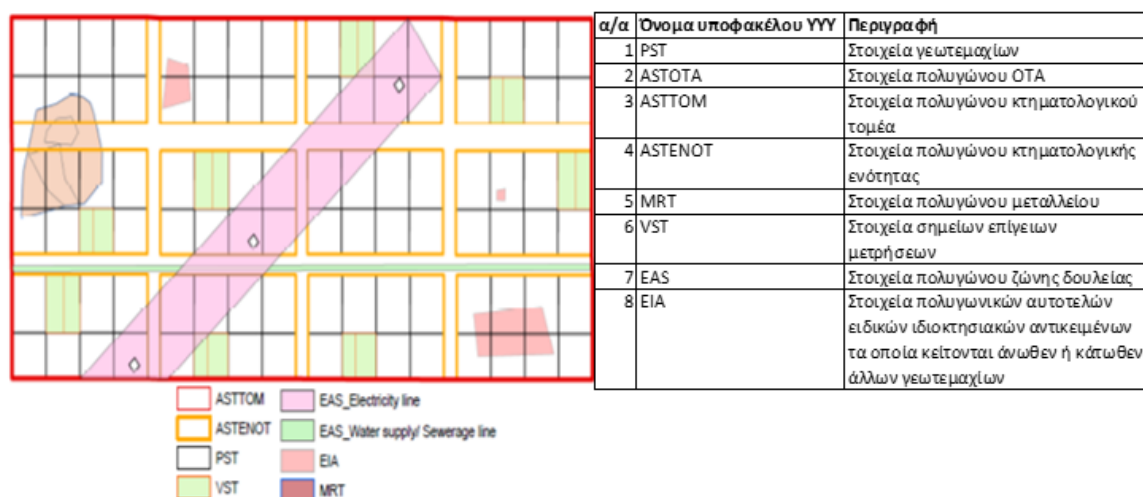 α/α Όνομα υποφακέλου ΥΥΥ Περιγραφή
1 PST Στοιχεία γεωτεμαχίων
2 ASTOTA Στοιχεία πολυγώνου ΟΤΑ
3 ASTTOM Στοιχεία πολυγώνου κτηματολογικού
τομέα
4 ASTENOT Στοιχεία πολυγώνου κτηματολογικής
ενότητας
5 MRT Στοιχεία πολυγώνου μεταλλείου
6 VST Στοιχεία σημείων επίγειων
μετρήσεων
7 EAS Στοιχεία πολυγώνου ζώνης δουλείας
8 EIA Στοιχεία πολυγωνικών αυτοτελών
ειδικών ιδιοκτησιακών αντικειμένων
τα οποία κείτονται άνωθεν ή κάτωθεν
άλλων γεωτεμαχίων
ASTTOM EAS_Electricity line
ASTENOT EAS_Water supply/ Sewerage line
PST EIA
VST MRT